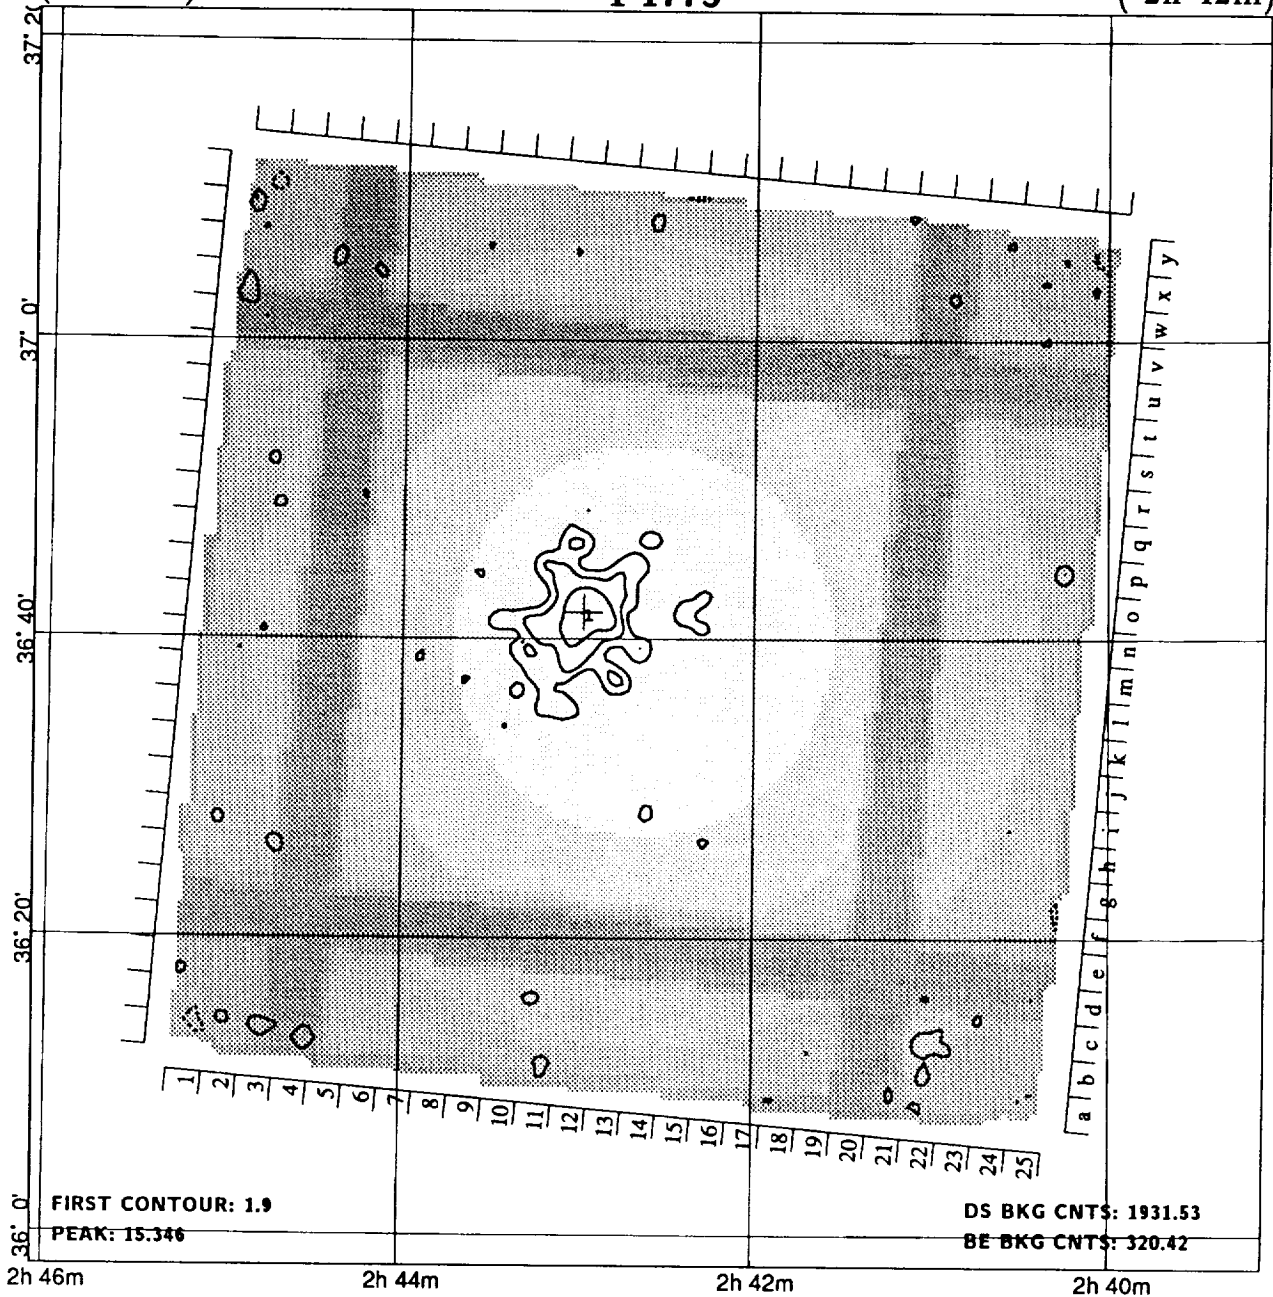 37° 0'
36° 40'
36° 20'
36° 0'
y
x
w
v
u
t
s
r
q
p
o
n
m
l
k
j
i
h
g
f
e
d
c
b
a
1 2 3 4 5 6 7 8 9 10 11 12 13 14 15 16 17 18 19 20 21 22 23 24 25
FIRST CONTOUR: 1.9
PEAK: 15.346
DS BKG CNTS: 1931.53
BE BKG CNTS: 320.42
2h 46m 2h 44m 2h 42m 2h 40m